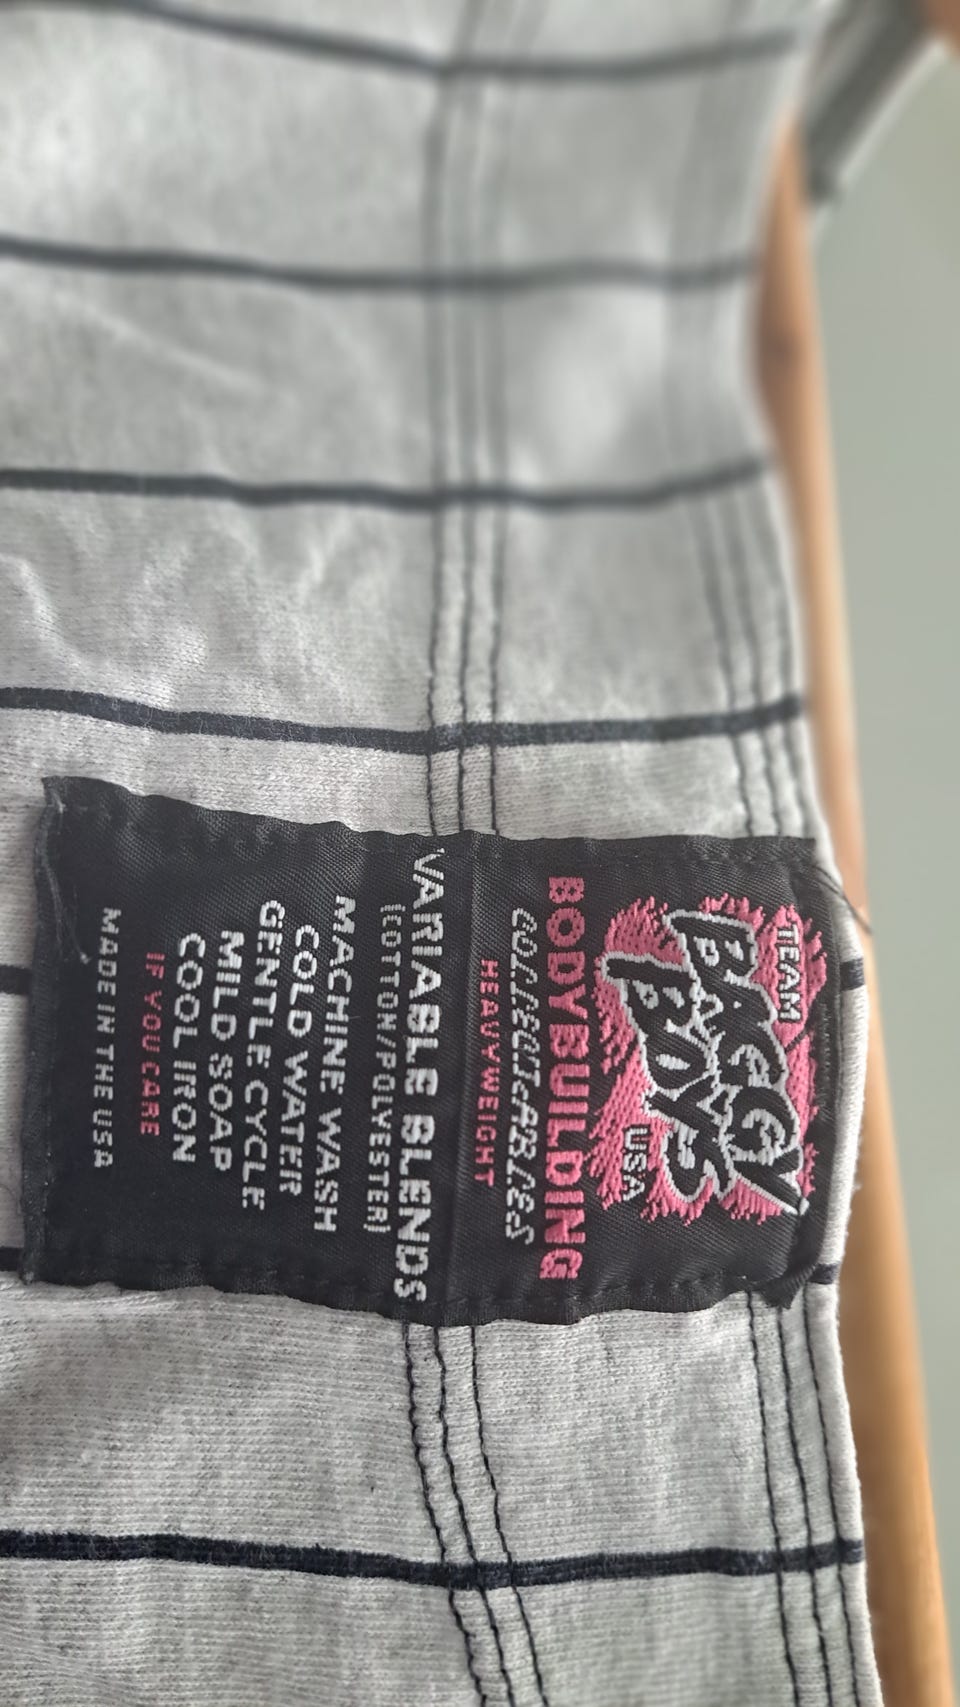 TEAM
BAGGY
BOYS
USA
BODYBUILDING
COLLECTABLES
HEAVYWEIGHT
VARIABLE BLENDS
(COTTON/POLYESTER)
MACHINE WASH
COLD WATER
GENTLE CYCLE
MILD SOAP
COOL IRON
IF YOU CARE
MADE IN THE USA